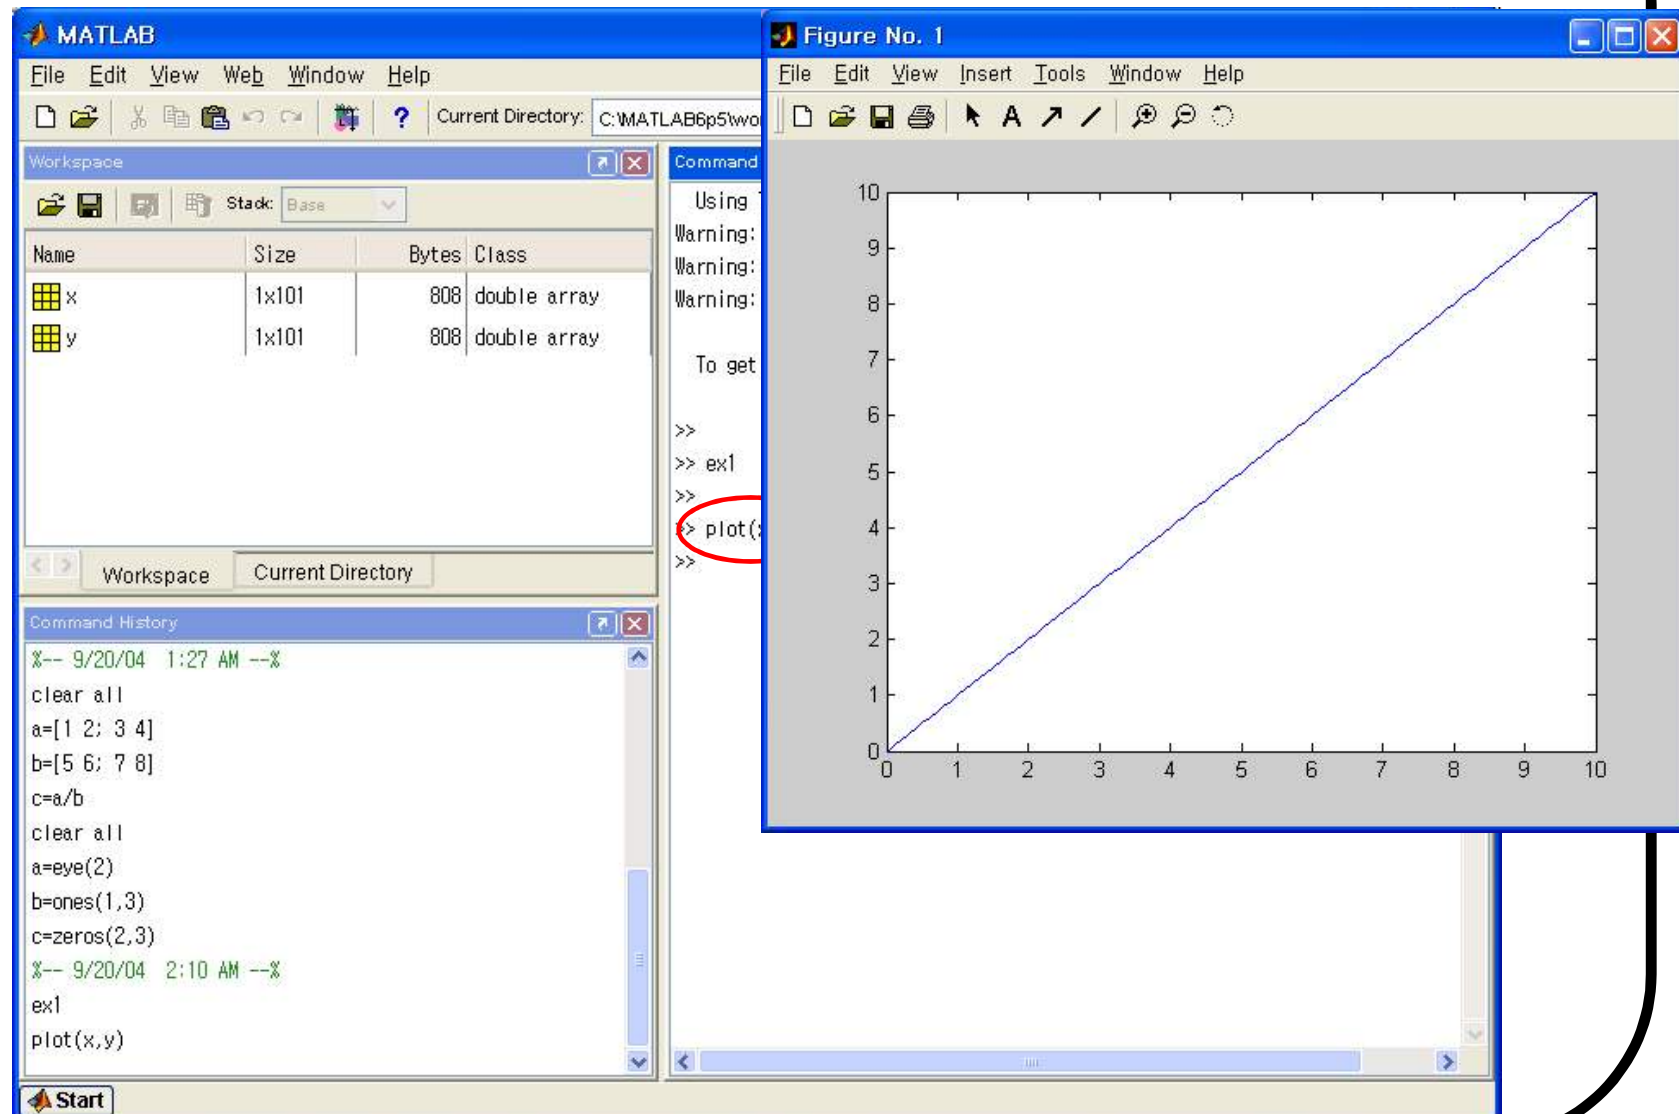 MATLAB
File Edit View Web Window Help
Current Directory: C:\MATLAB6p5\wo
Workspace
Stack: Base
Name Size Bytes Class
x 1x101 808 double array
y 1x101 808 double array
Workspace Current Directory
Command History
%-- 9/20/04 1:27 AM --%
clear all
a=[1 2; 3 4]
b=[5 6; 7 8]
c=a/b
clear all
a=eye(2)
b=ones(1,3)
c=zeros(2,3)
%-- 9/20/04 2:10 AM --%
ex1
plot(x,y)
Start
Command
Using
Warning:
Warning:
Warning:
To get
>>
>> ex1
>>
>> plot(
>>
Figure No. 1
File Edit View Insert Tools Window Help
A
10
9
8
7
6
5
4
3
2
1
0
0 1 2 3 4 5 6 7 8 9 10